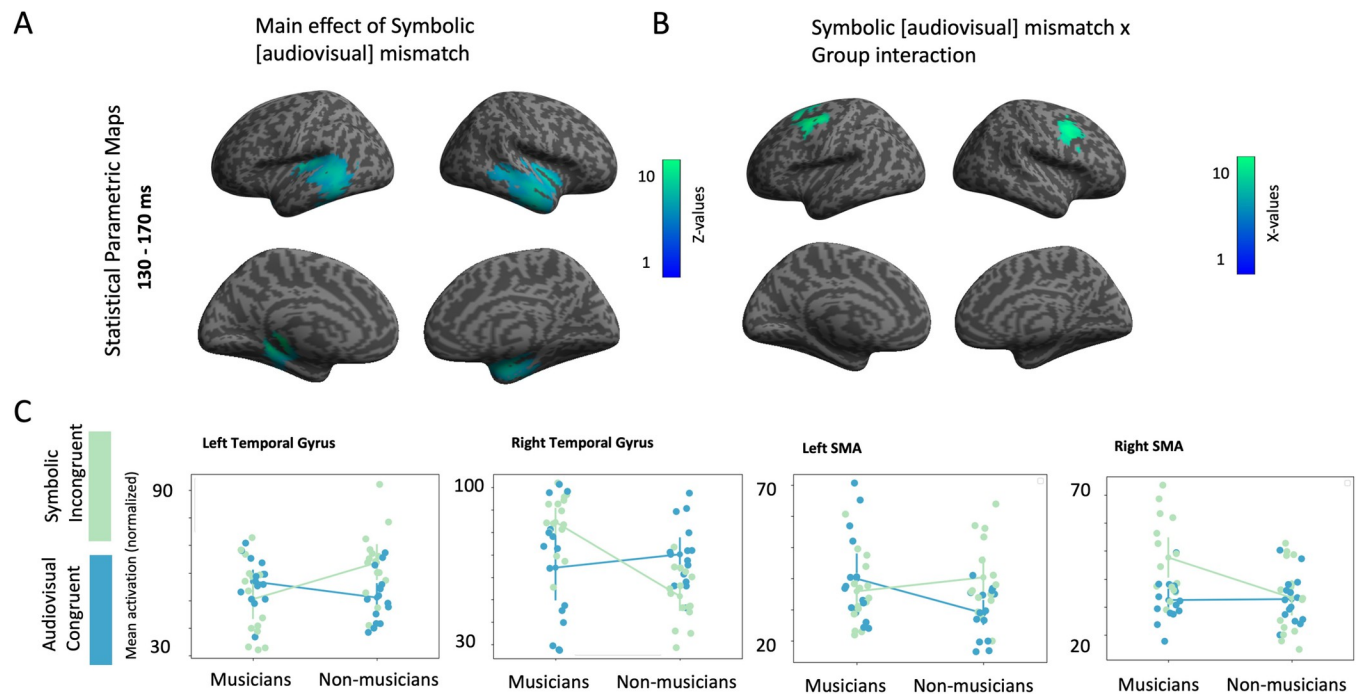 A
Main effect of Symbolic
[audiovisual] mismatch
B
Symbolic [audiovisual] mismatch x
Group interaction
Statistical Parametric Maps
130 - 170 ms
10
1
Z-values
10
1
X-values
C
Symbolic
Incongruent
Audiovisual
Congruent
Mean activation (normalized)
Left Temporal Gyrus
90
30
Musicians Non-musicians
Right Temporal Gyrus
100
30
Musicians Non-musicians
Left SMA
70
20
Musicians Non-musicians
Right SMA
70
20
Musicians Non-musicians